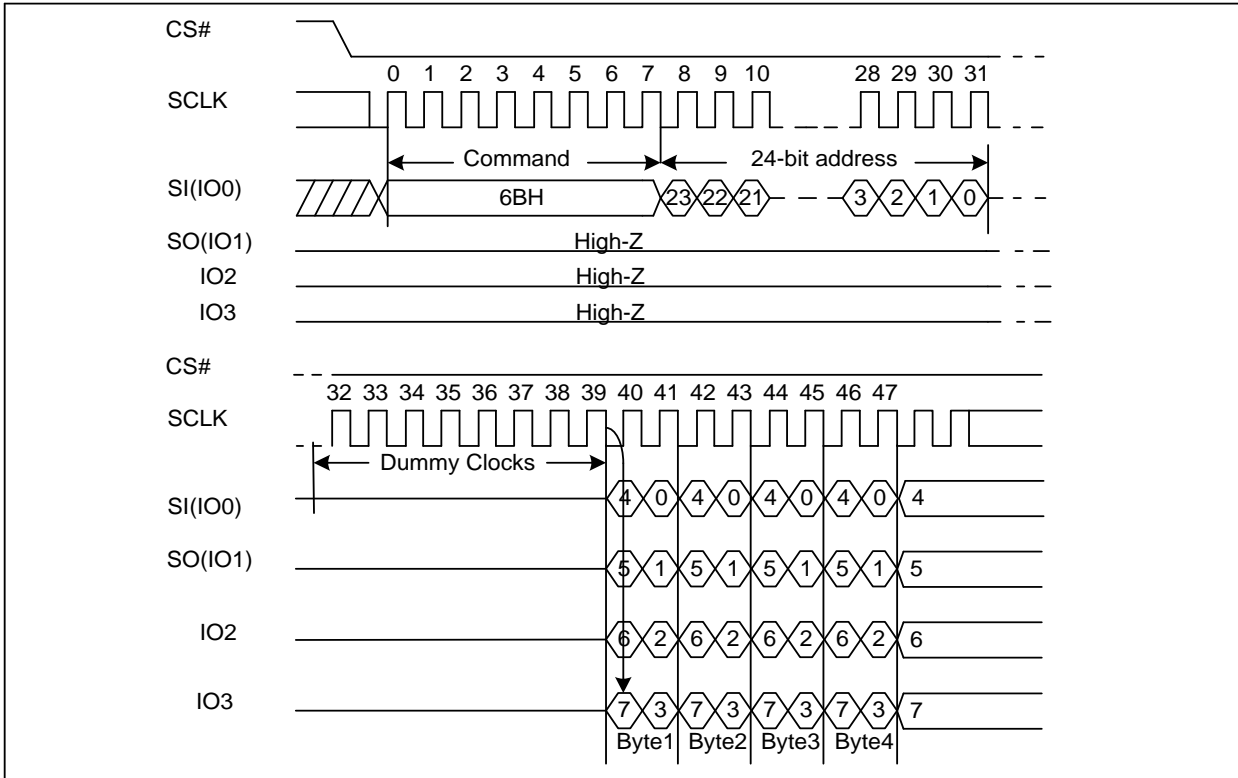 CS#
0 1 2 3 4 5 6 7 8 9 10 28 29 30 31
SCLK
Command 24-bit address
SI(IO0) 6BH 23 22 21 3 2 1 0
SO(IO1) High-Z
IO2 High-Z
IO3 High-Z
CS#
32 33 34 35 36 37 38 39 40 41 42 43 44 45 46 47
SCLK
Dummy Clocks
SI(IO0) 4 0 4 0 4 0 4 0 4
SO(IO1) 5 1 5 1 5 1 5 1 5
IO2 6 2 6 2 6 2 6 2 6
IO3 7 3 7 3 7 3 7 3 7
Byte1 Byte2 Byte3 Byte4